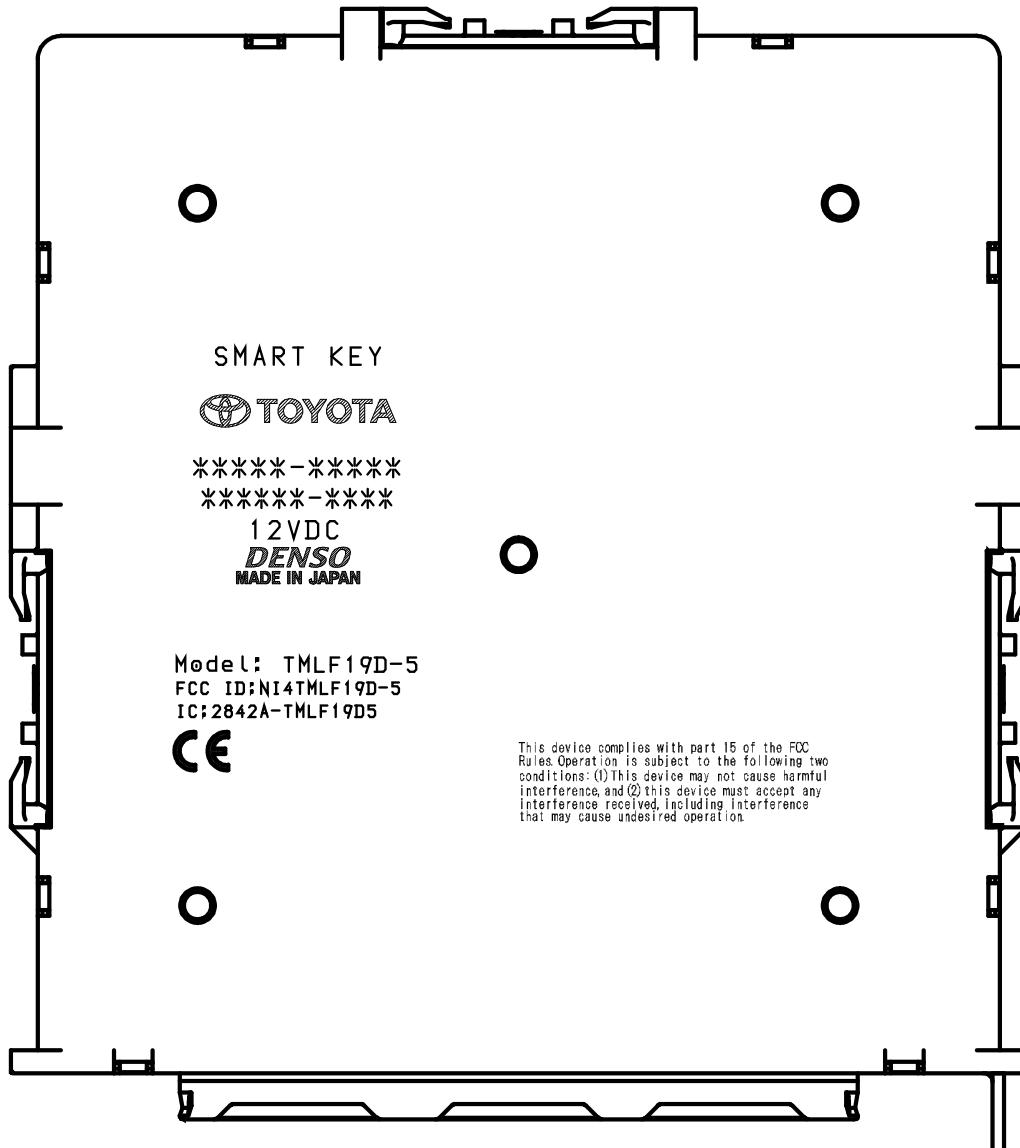 SMART KEY
TOYOTA
*****-*****
******-****
12VDC
DENSO
MADE IN JAPAN
Model: TMLF19D-5
FCC ID:NI4TMLF19D-5
IC:2842A-TMLF19D5
CE
This device complies with part 15 of the FCC
Rules. Operation is subject to the following two
conditions: (1) This device may not cause harmful
interference, and (2) this device must accept any
interference received, including interference
that may cause undesired operation.